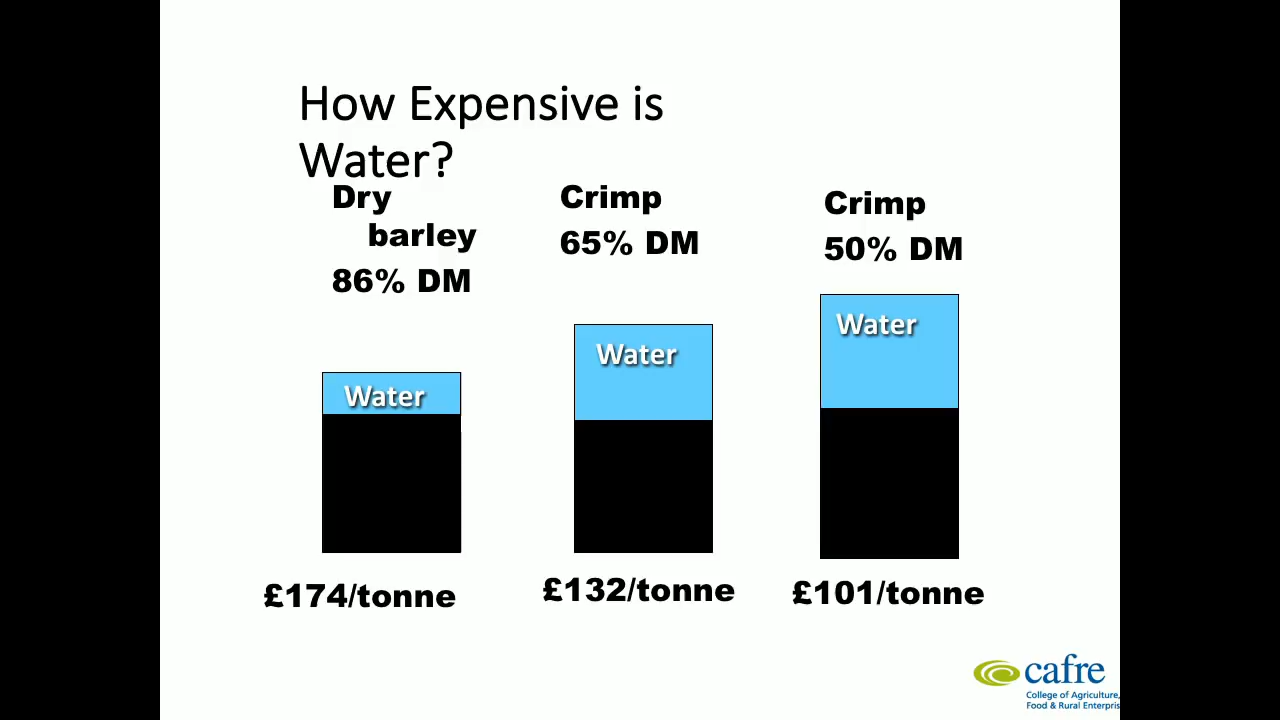 How Expensive is
Water?
Dry
barley
86% DM
Crimp
65% DM
Crimp
50% DM
Water
Water
Water
£174/tonne
£132/tonne
£101/tonne
cafre
College of Agriculture,
Food & Rural Enterpris